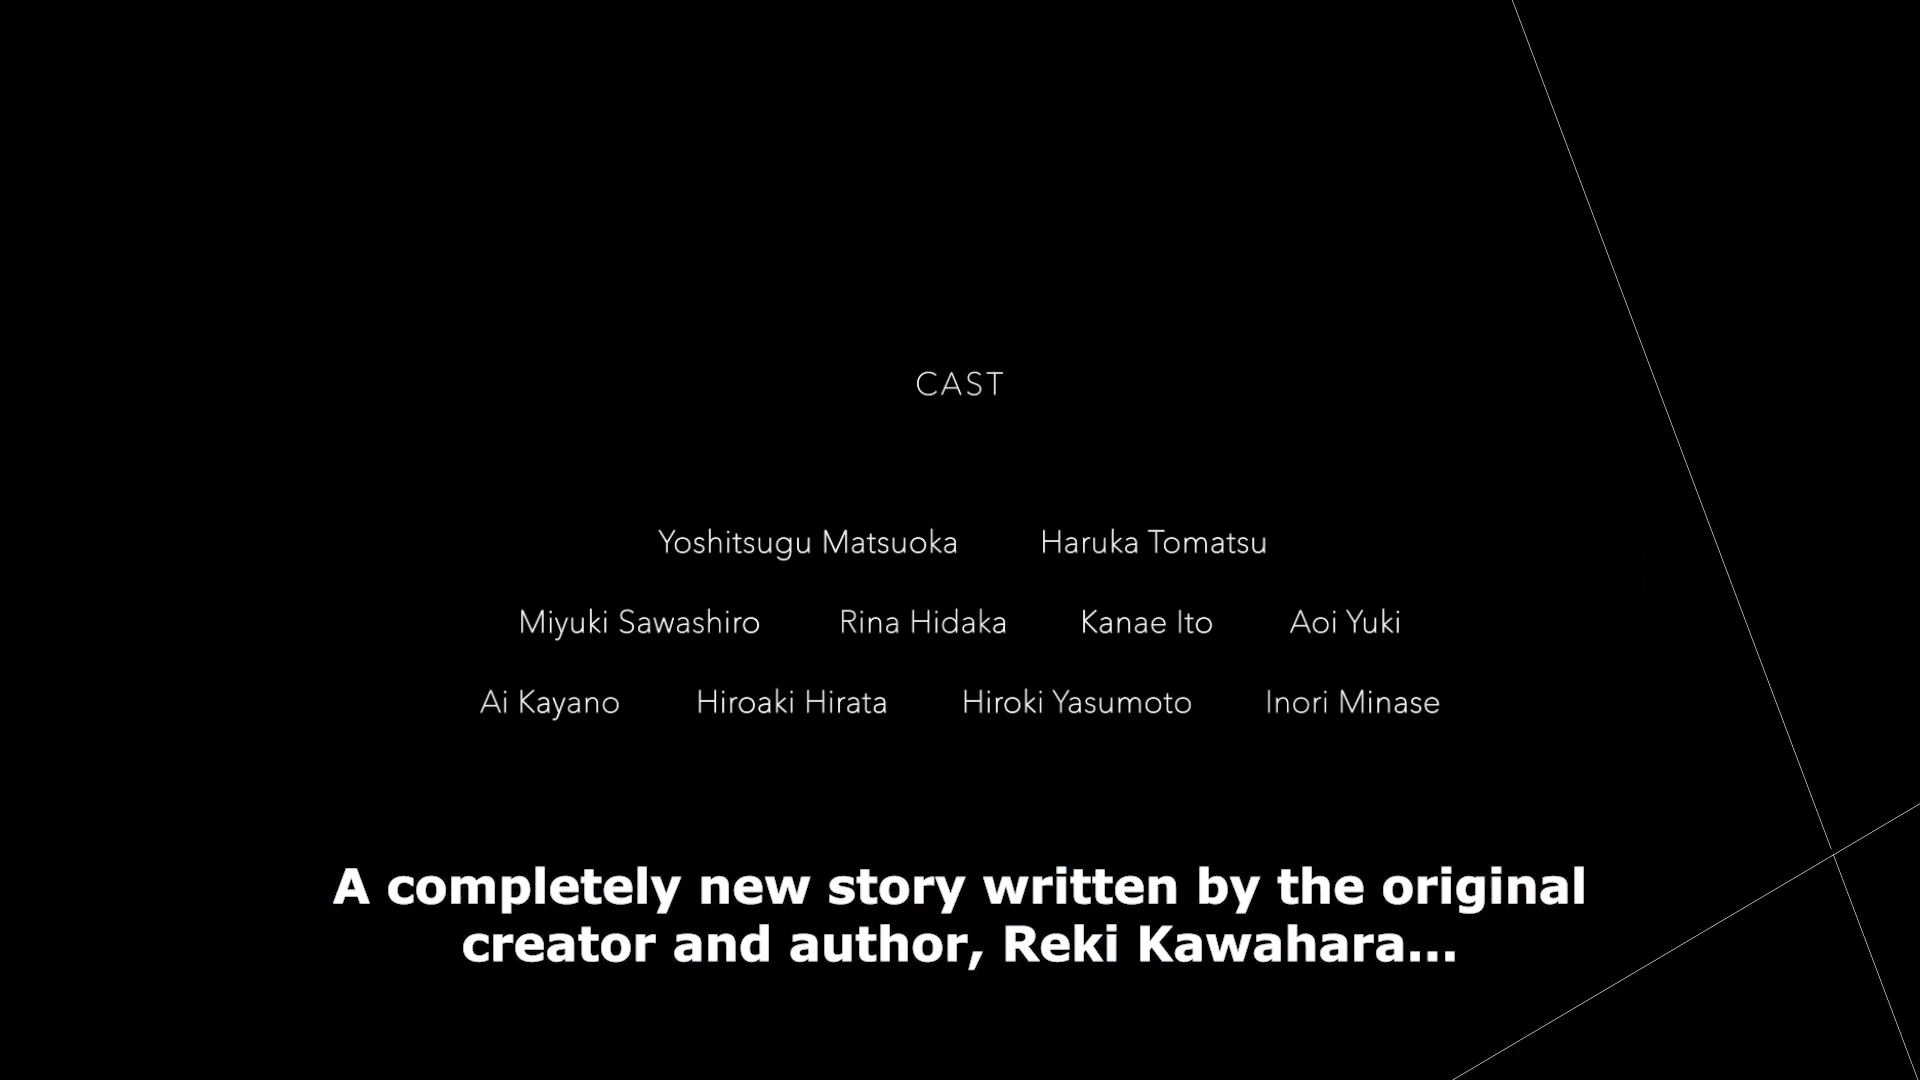 CAST
Yoshitsugu Matsuoka Haruka Tomatsu
Miyuki Sawashiro Rina Hidaka Kanae Ito Aoi Yuki
Ai Kayano Hiroaki Hirata Hiroki Yasumoto Inori Minase
A completely new story written by the original
creator and author, Reki Kawahara...